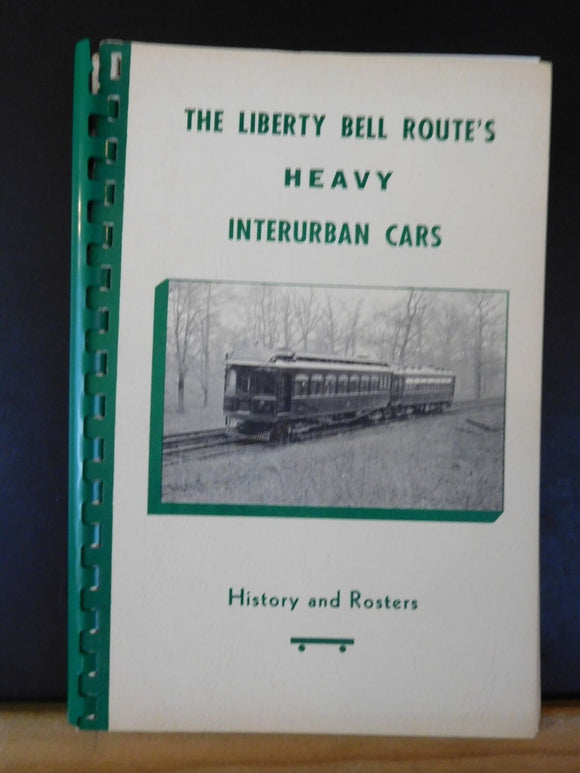 THE LIBERTY BELL ROUTE'S
HEAVY
INTERURBAN CARS
History and Rosters